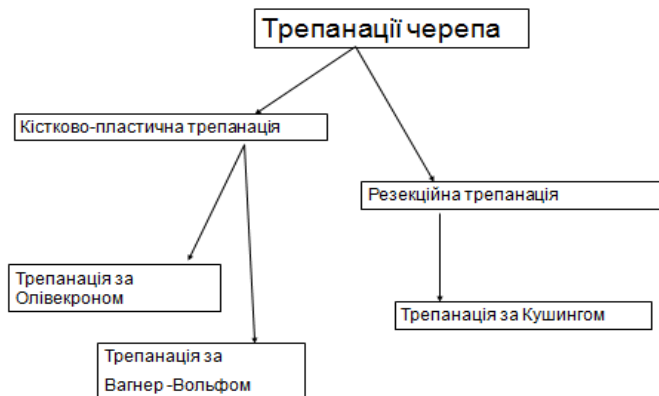 Трепанації черепа
Кістково-пластична трепанація
Резекційна трепанація
Трепанація за
Олівекроном
Трепанація за Кушингом
Трепанація за
Вагнер -Вольфом